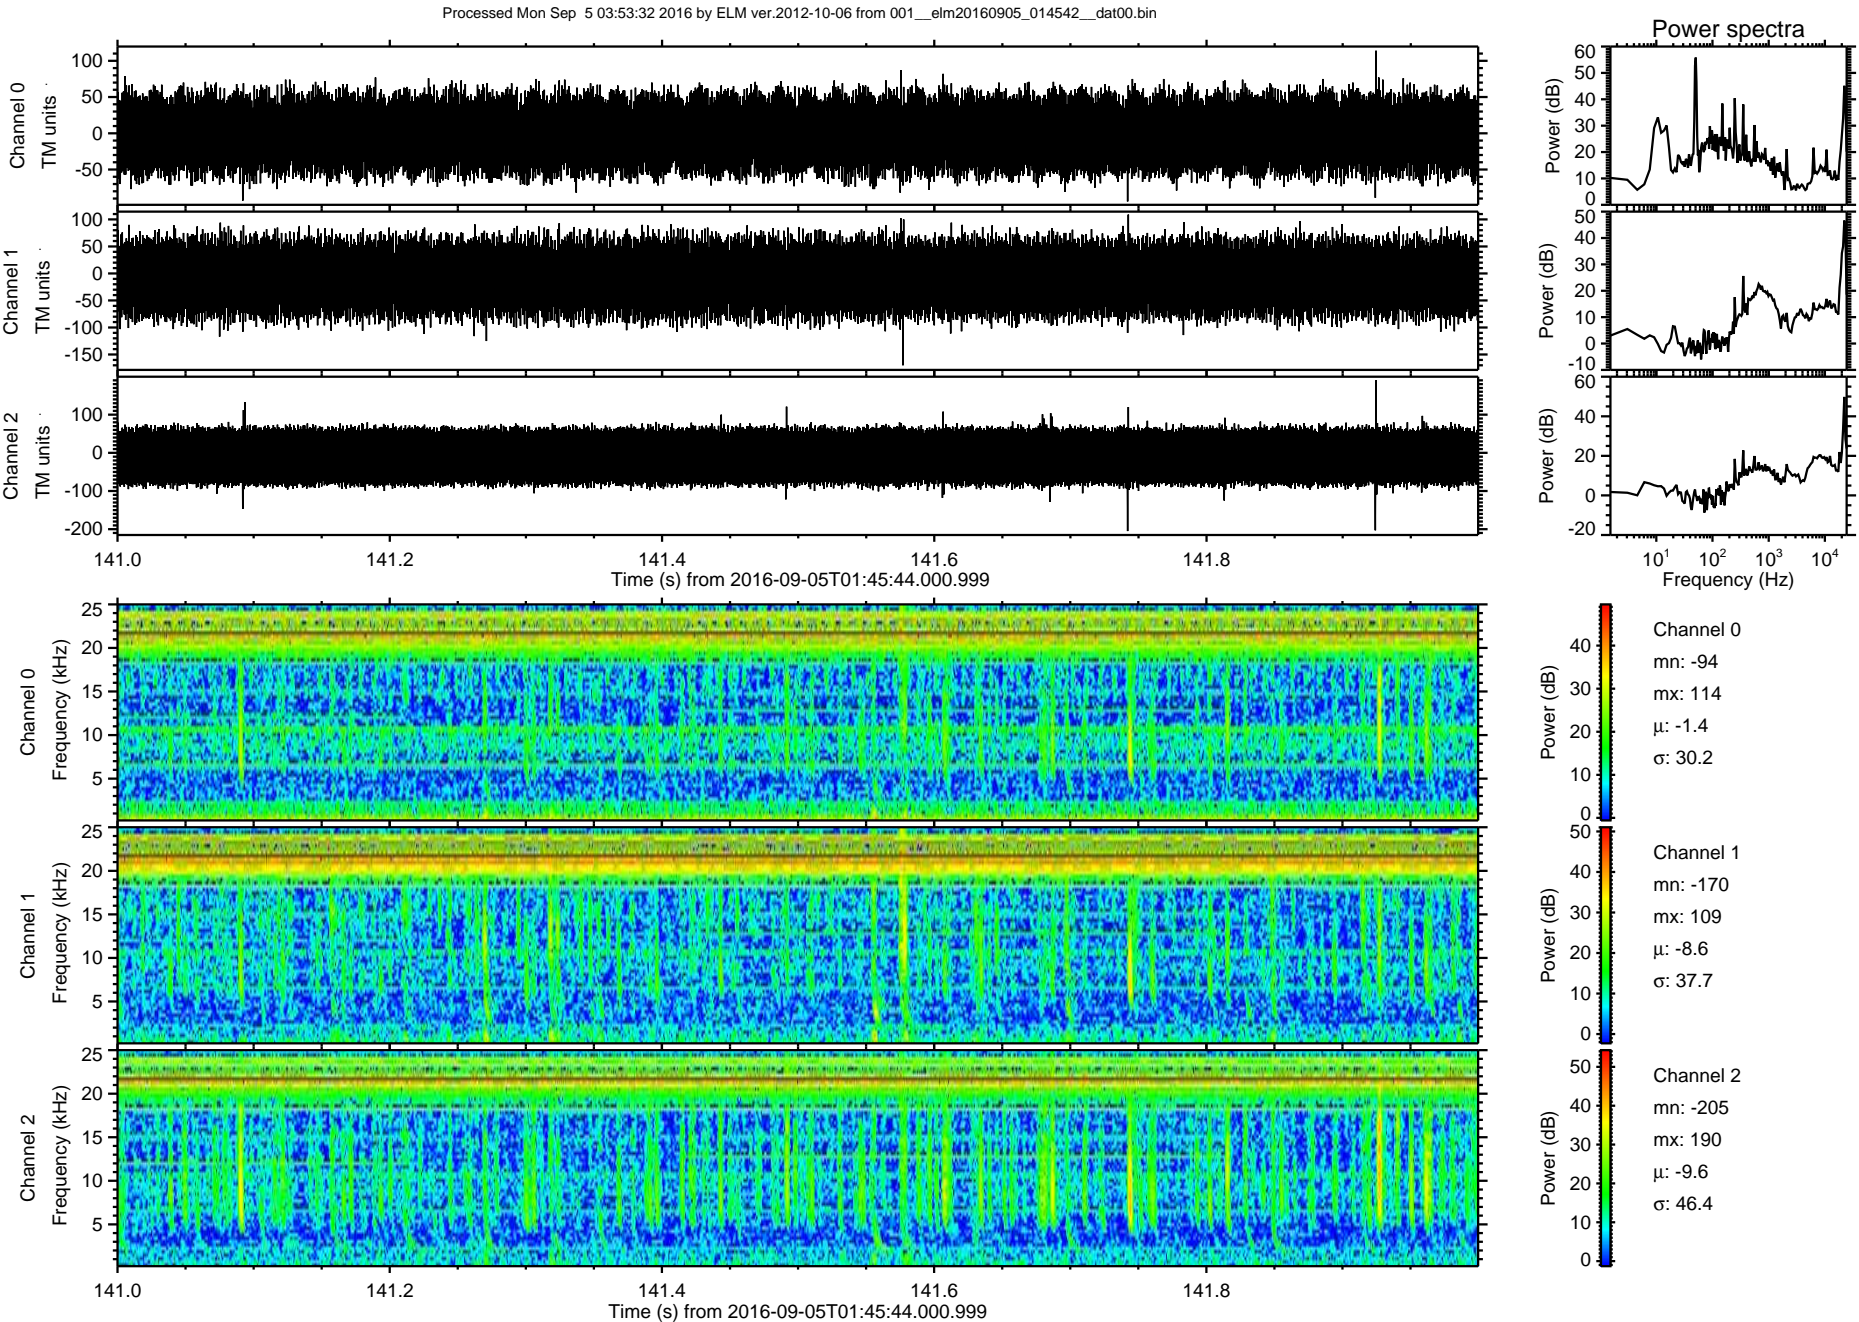 Processed Mon Sep  5 03:53:32 2016 by ELM ver.2012-10-06 from 001__elm20160905_014542__dat00.bin
Power spectra
Channel 0
TM units
100
50
0
-50
Power (dB)
60
50
40
30
20
10
0
Channel 1
TM units
100
50
0
-50
-100
-150
Power (dB)
50
40
30
20
10
0
-10
Channel 2
TM units
100
0
-100
-200
Power (dB)
60
40
20
0
-20
141.0 141.2 141.4 141.6 141.8
Time (s) from 2016-09-05T01:45:44.000.999
10^1 10^2 10^3 10^4
Frequency (Hz)
Channel 0
Frequency (kHz)
25
20
15
10
5
Power (dB)
40
30
20
10
0
Channel 0
mn: -94
mx: 114
μ: -1.4
σ: 30.2
Channel 1
Frequency (kHz)
25
20
15
10
5
Power (dB)
50
40
30
20
10
0
Channel 1
mn: -170
mx: 109
μ: -8.6
σ: 37.7
Channel 2
Frequency (kHz)
25
20
15
10
5
Power (dB)
50
40
30
20
10
0
Channel 2
mn: -205
mx: 190
μ: -9.6
σ: 46.4
141.0 141.2 141.4 141.6 141.8
Time (s) from 2016-09-05T01:45:44.000.999